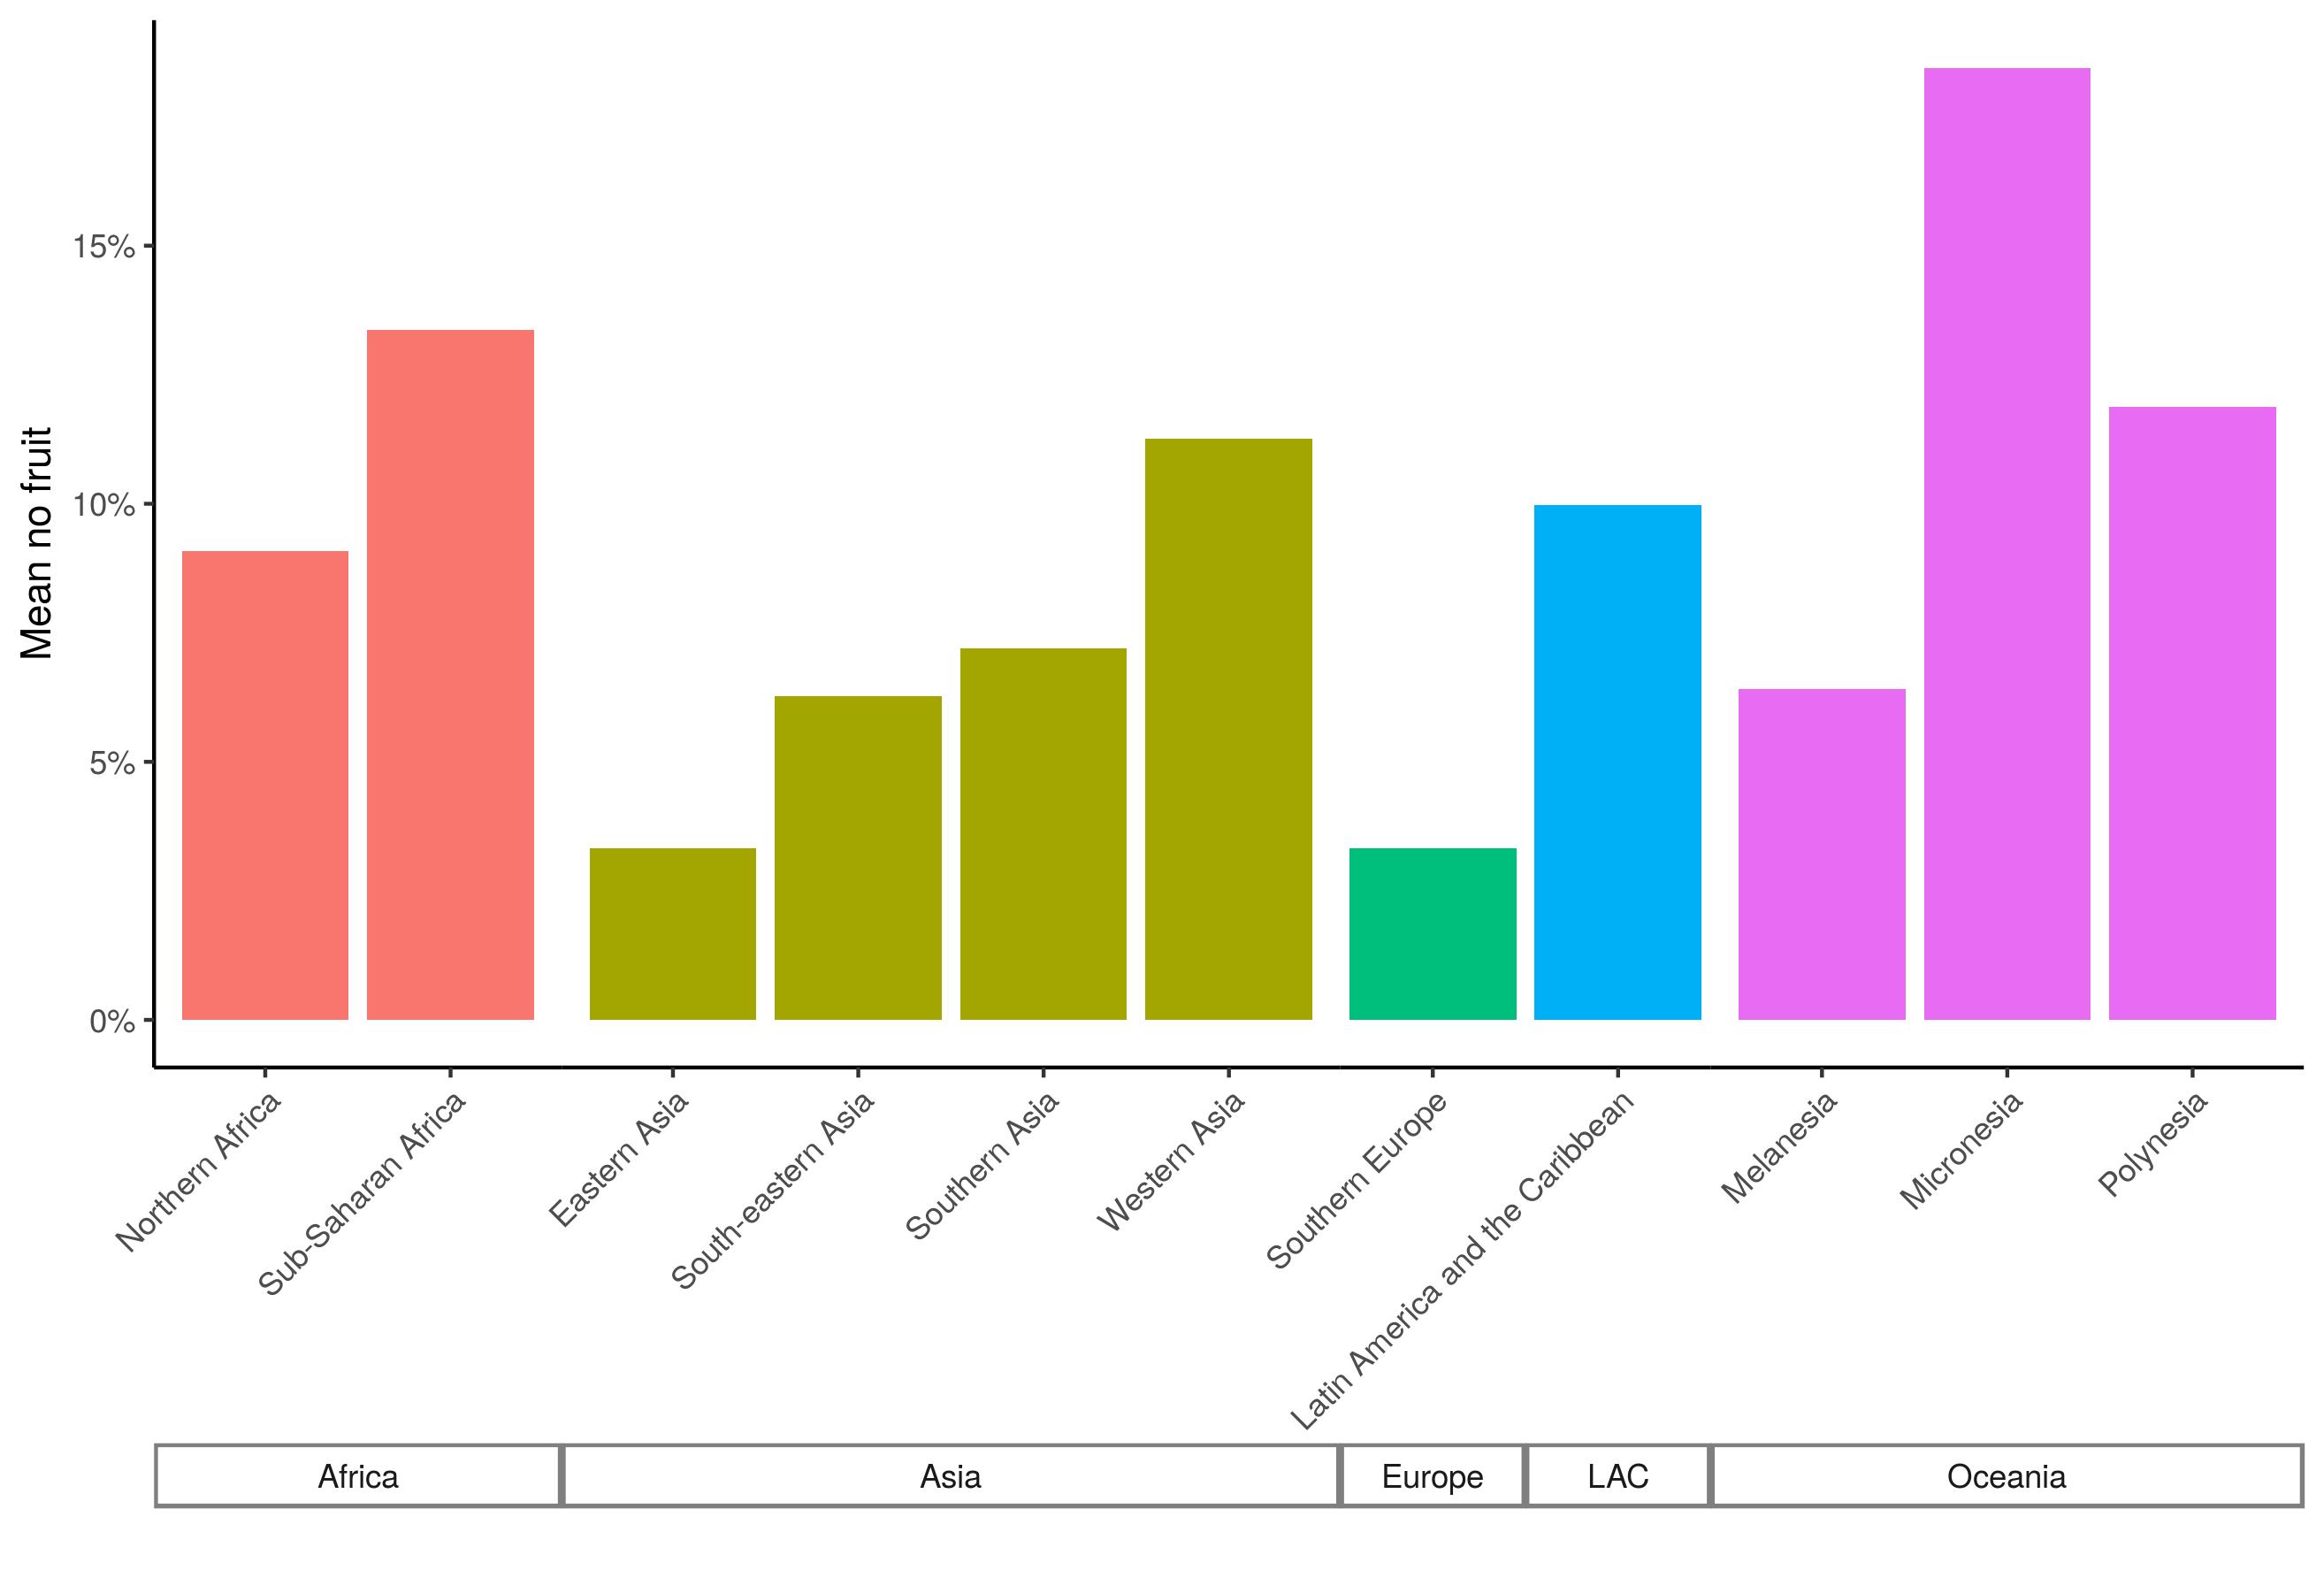 Mean no fruit
15%
10%
5%
0%
Northern Africa
Sub-Saharan Africa
Eastern Asia
South-eastern Asia
Southern Asia
Western Asia
Southern Europe
Latin America and the Caribbean
Melanesia
Micronesia
Polynesia
Africa
Asia
Europe
LAC
Oceania